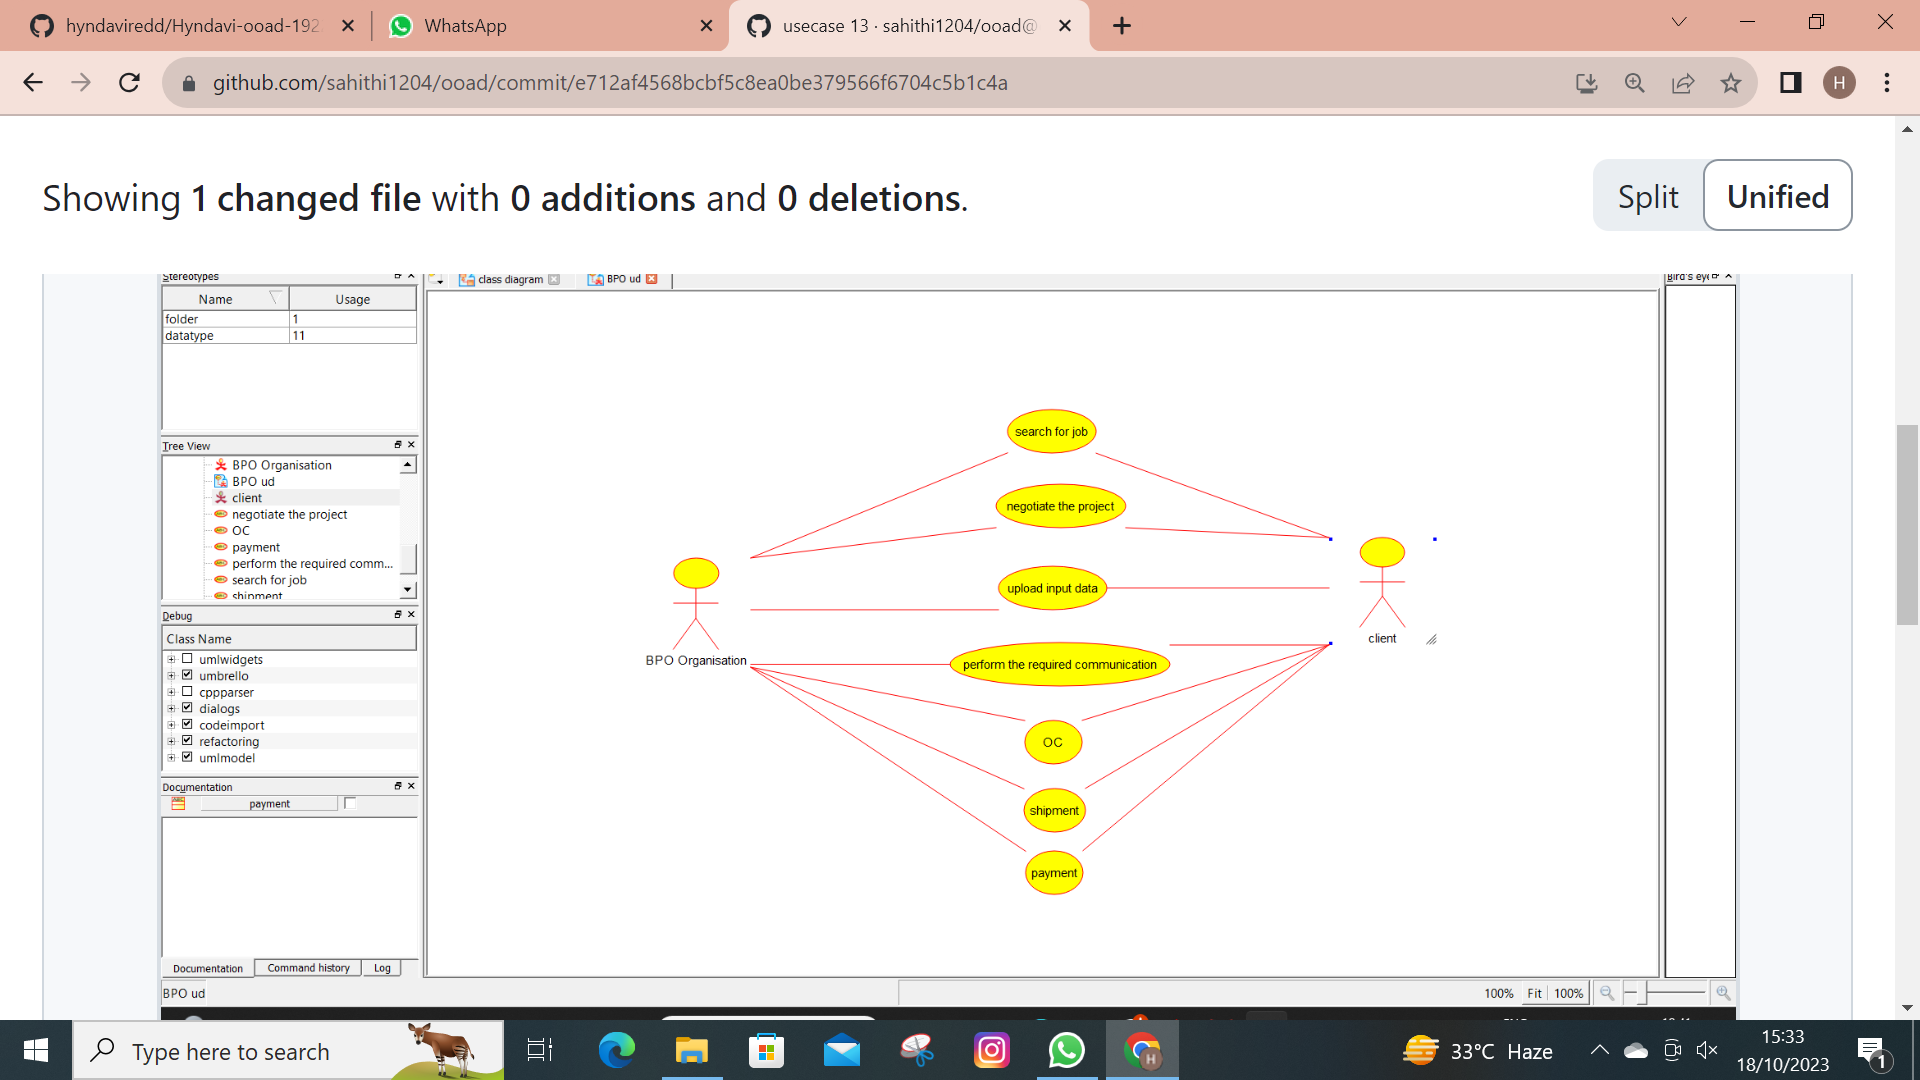 hyndaviredd/Hyndavi-ooad-192
WhatsApp
usecase 13 · sahithi1204/ooad@
github.com/sahithi1204/ooad/commit/e712af4568bcbf5c8ea0be379566f6704c5b1c4a
H
Showing 1 changed file with 0 additions and 0 deletions.
Split
Unified
Stereotypes
class diagram
BPO ud
Bird's ey
Name
Usage
folder
1
datatype
11
Tree View
BPO Organisation
BPO ud
client
negotiate the project
OC
payment
perform the required comm...
search for job
shipment
Debug
Class Name
umlwidgets
umbrello
cppparser
dialogs
codeimport
refactoring
umlmodel
Documentation
payment
Documentation
Command history
Log
BPO ud
search for job
negotiate the project
upload input data
perform the required communication
OC
shipment
payment
BPO Organisation
client
100%
Fit
100%
Type here to search
H
33°C Haze
15:33
18/10/2023
1